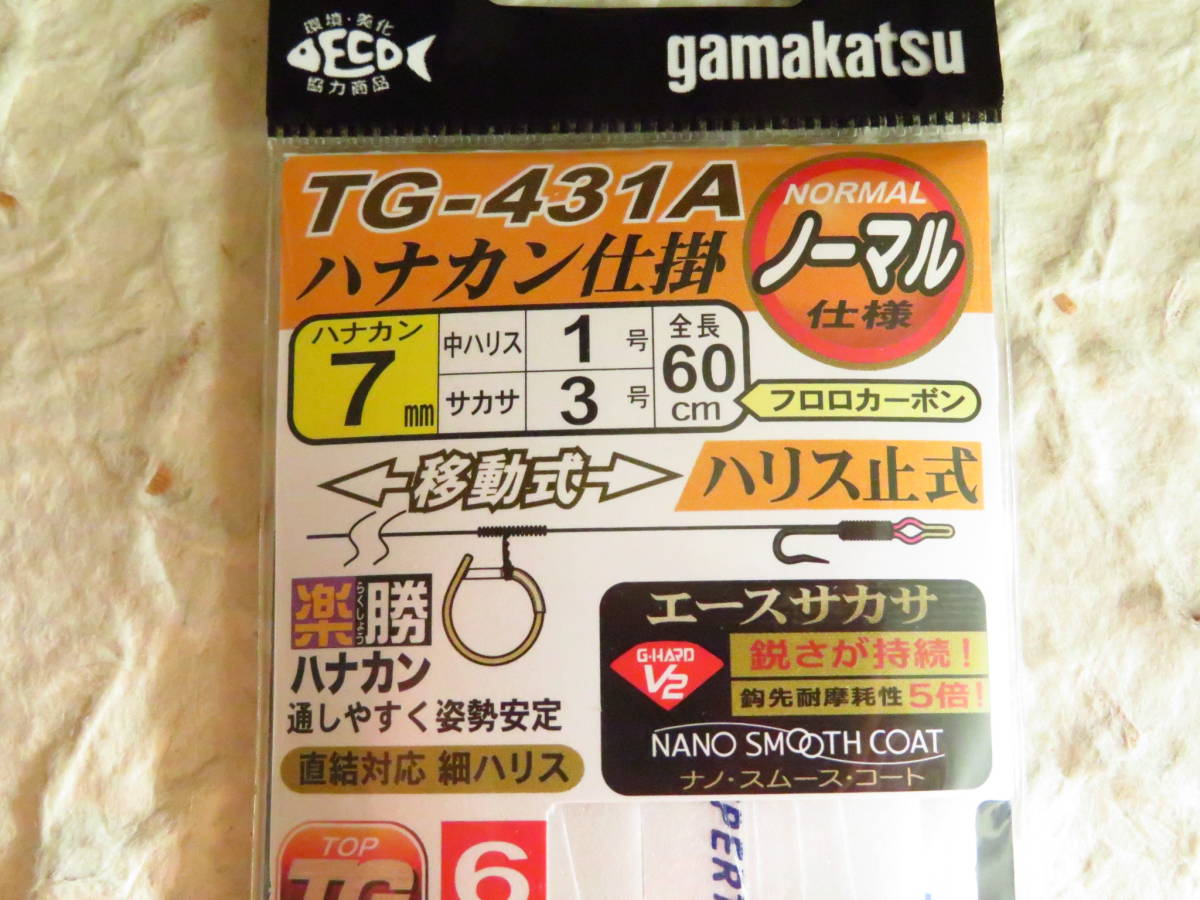 環境・美化
DECO
協力商品
gamakatsu
TG-431A
ハナカン仕掛
NORMAL
ノーマル
仕様
ハナカン
7mm
中ハリス 1号
サカサ 3号
全長
60
cm
フロロカーボン
移動式
ハリス止式
楽勝
らくしょう
ハナカン
通しやすく姿勢安定
直結対応 細ハリス
エースサカサ
G-HARD
V2
鋭さが持続!
鈎先耐摩耗性5倍!
NANO SMOOTH COAT
ナノ・スムース・コート
TOP
TG
6